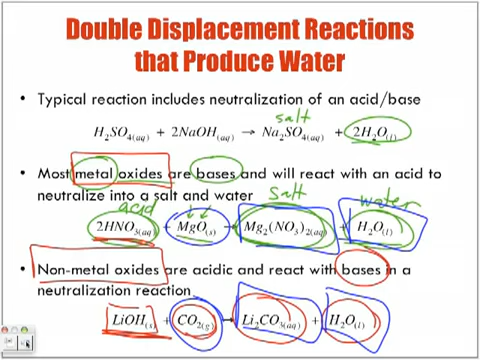 Double Displacement Reactions
that Produce Water
• Typical reaction includes neutralization of an acid/base
salt
H₂SO₄(aq) + 2NaOH(aq) → Na₂SO₄(aq) + 2H₂O(l)
• Most metal oxides are bases and will react with an acid to
neutralize into a salt and water
acid salt water
2HNO₃(aq) + MgO(s) → Mg₂(NO₃)₂(aq) + H₂O(l)
• Non-metal oxides are acidic and react with bases in a
neutralization reaction
LiOH(s) + CO₂(g) → Li₂CO₃(aq) + H₂O(l)